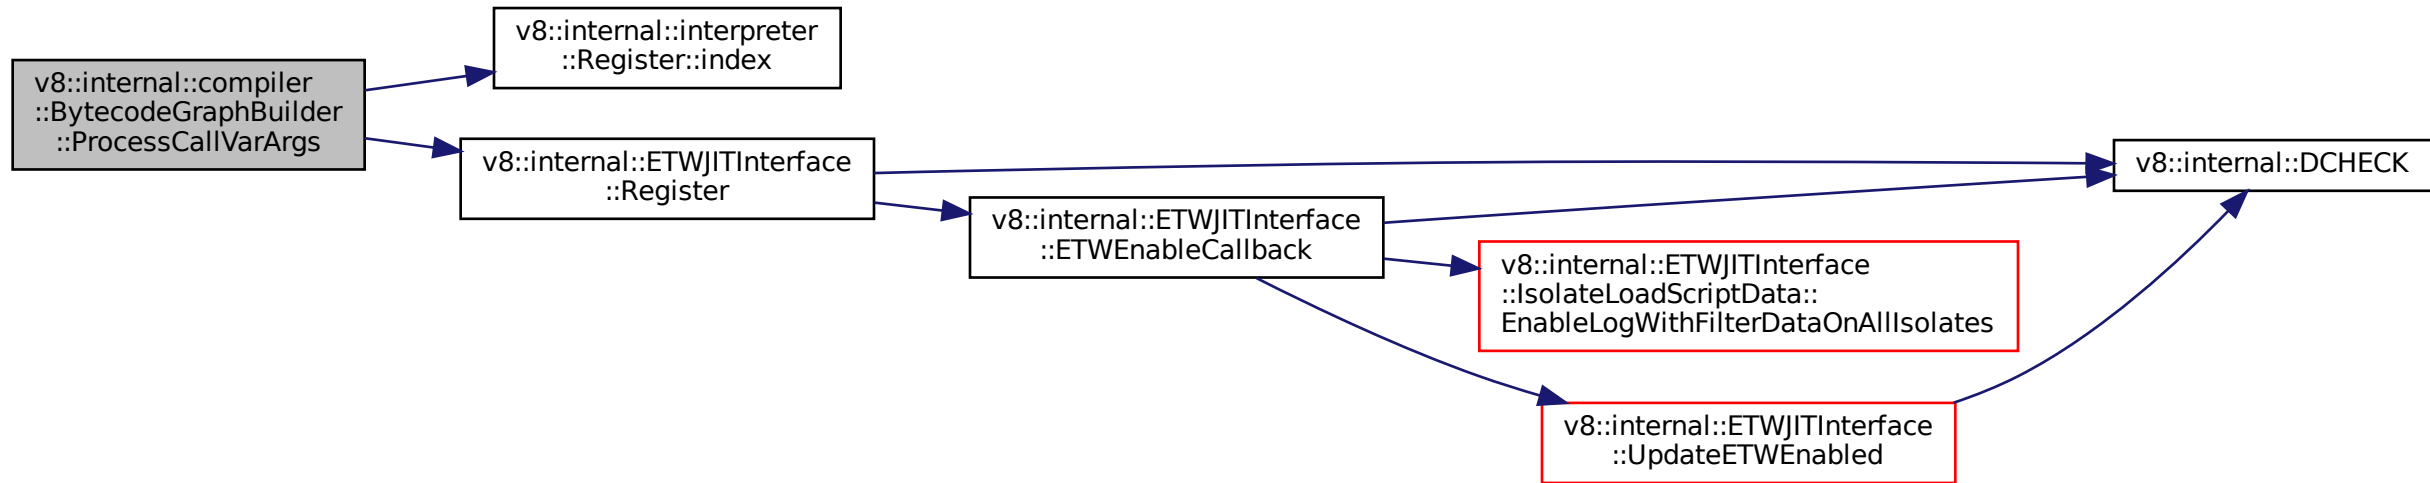 v8::internal::compiler
::BytecodeGraphBuilder
::ProcessCallVarArgs
v8::internal::interpreter
::Register::index
v8::internal::ETWJITInterface
::Register
v8::internal::ETWJITInterface
::ETWEnableCallback
v8::internal::DCHECK
v8::internal::ETWJITInterface
::IsolateLoadScriptData::
EnableLogWithFilterDataOnAllIsolates
v8::internal::ETWJITInterface
::UpdateETWEnabled